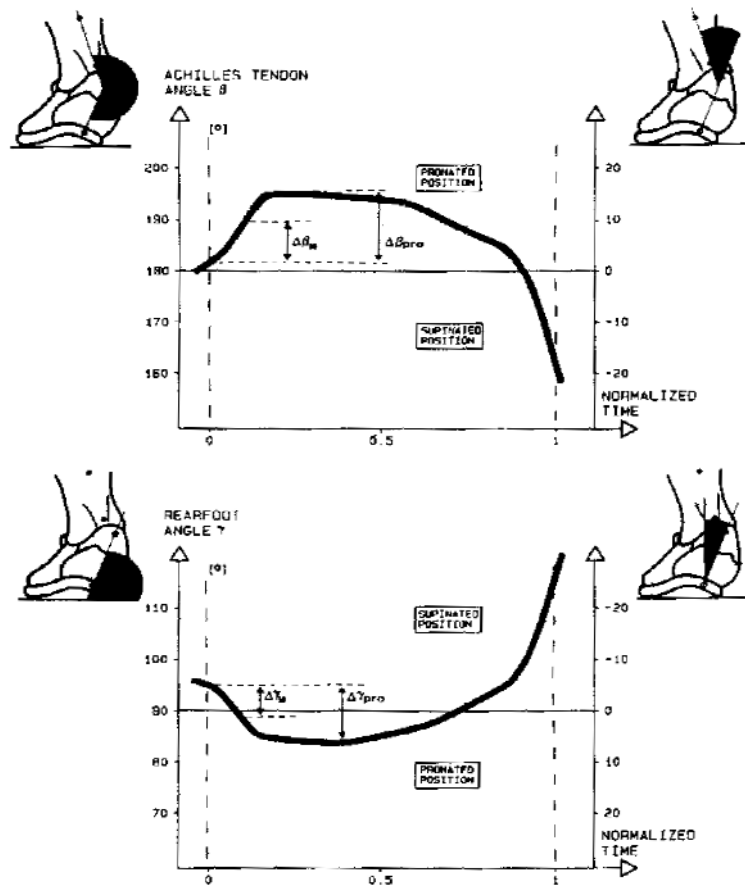 ACHILLES TENDON
ANGLE β
[°]
200
190
180
170
160
20
10
0
-10
-20
PRONATED
POSITION
Δβ
Δβpro
SUPINATED
POSITION
NORMALIZED
TIME
0
0.5
1
REARFOOT
ANGLE γ
[°]
110
100
90
80
70
-20
-10
0
10
20
SUPINATED
POSITION
Δγ
Δγpro
PRONATED
POSITION
NORMALIZED
TIME
0
0.5
1